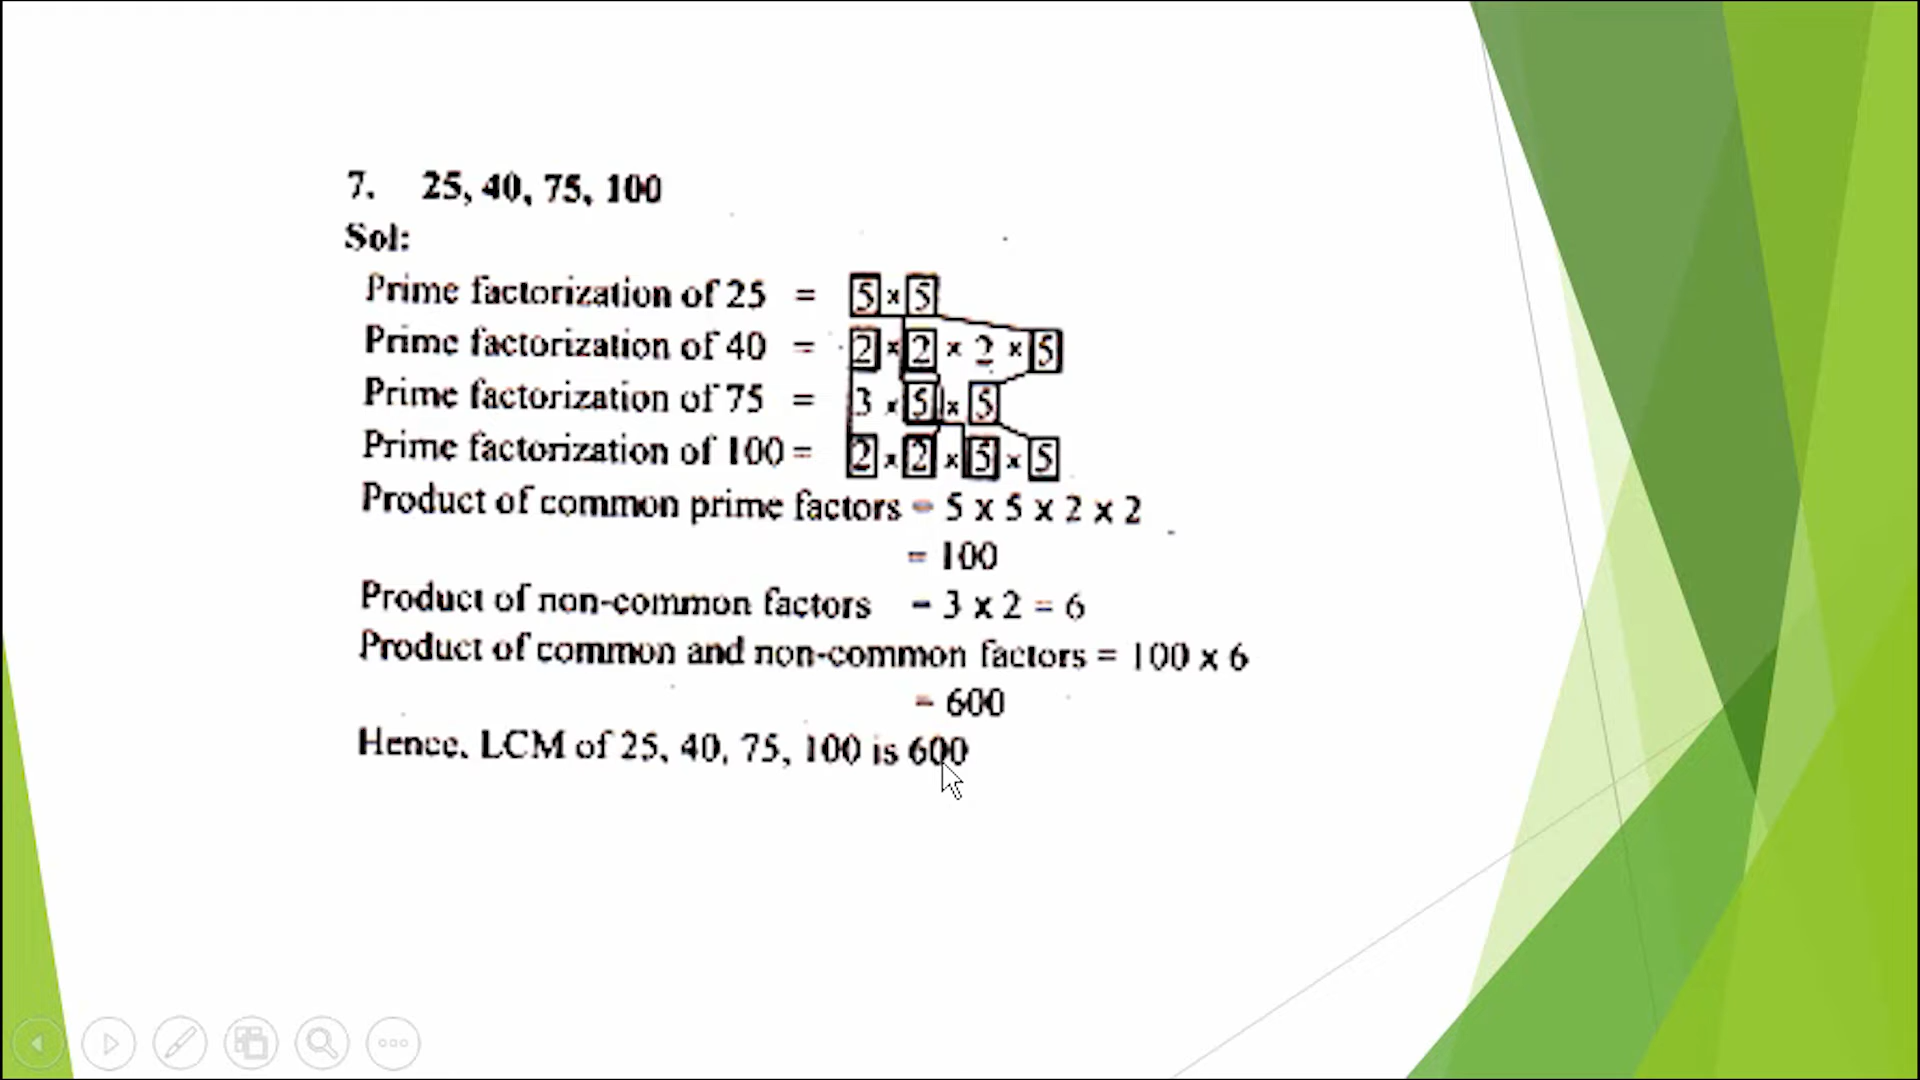 7. 25, 40, 75, 100
Sol:
Prime factorization of 25 = 5 x 5
Prime factorization of 40 = 2 x 2 x 2 x 5
Prime factorization of 75 = 3 x 5 x 5
Prime factorization of 100 = 2 x 2 x 5 x 5
Product of common prime factors = 5 x 5 x 2 x 2
= 100
Product of non-common factors = 3 x 2 = 6
Product of common and non-common factors = 100 x 6
= 600
Hence, LCM of 25, 40, 75, 100 is 600